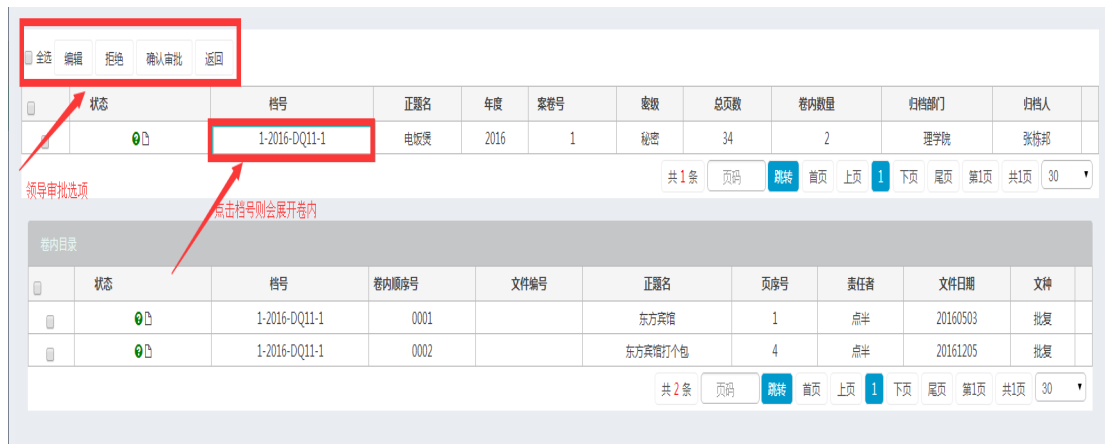 全选 编辑 拒绝 确认审批 返回
状态 档号 正题名 年度 案卷号 密级 总页数 卷内数量 归档部门 归档人
1-2016-DQ11-1 电饭煲 2016 1 秘密 34 2 理学院 张栋邦
共 1 条 页码 跳转 首页 上页 1 下页 尾页 第1页 共1页 30
领导审批选项
点击档号则会展开卷内
卷内目录
状态 档号 卷内顺序号 文件编号 正题名 页序号 责任者 文件日期 文种
1-2016-DQ11-1 0001 东方宾馆 1 点半 20160503 批复
1-2016-DQ11-1 0002 东方宾馆打个包 4 点半 20161205 批复
共 2 条 页码 跳转 首页 上页 1 下页 尾页 第1页 共1页 30